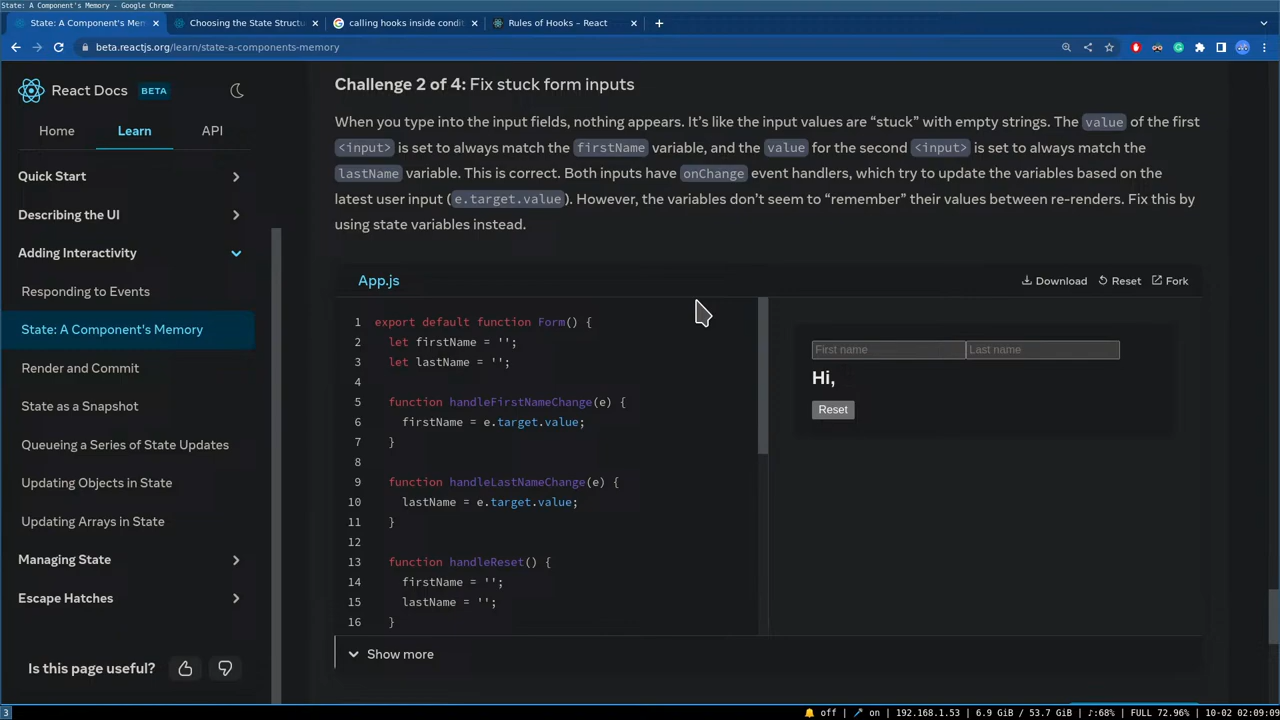 State: A Component's Memory - Google Chrome
State: A Component's Mem
Choosing the State Struct
calling hooks inside condit
Rules of Hooks - React
beta.reactjs.org/learn/state-a-components-memory
React Docs BETA
Home Learn API
Quick Start
Describing the UI
Adding Interactivity
Responding to Events
State: A Component's Memory
Render and Commit
State as a Snapshot
Queueing a Series of State Updates
Updating Objects in State
Updating Arrays in State
Managing State
Escape Hatches
Is this page useful?
Challenge 2 of 4: Fix stuck form inputs
When you type into the input fields, nothing appears. It’s like the input values are “stuck” with empty strings. The value of the first
<input> is set to always match the firstName variable, and the value for the second <input> is set to always match the
lastName variable. This is correct. Both inputs have onChange event handlers, which try to update the variables based on the
latest user input (e.target.value). However, the variables don’t seem to “remember” their values between re-renders. Fix this by
using state variables instead.
App.js
Download Reset Fork
1 export default function Form() {
2 let firstName = '';
3 let lastName = '';
4
5 function handleFirstNameChange(e) {
6 firstName = e.target.value;
7 }
8
9 function handleLastNameChange(e) {
10 lastName = e.target.value;
11 }
12
13 function handleReset() {
14 firstName = '';
15 lastName = '';
16 }
Show more
First name Last name
Hi,
Reset
3
off | on | 192.168.1.53 | 6.9 GiB / 53.7 GiB | ♪:68% | FULL 72.96% | 10-02 02:09:09